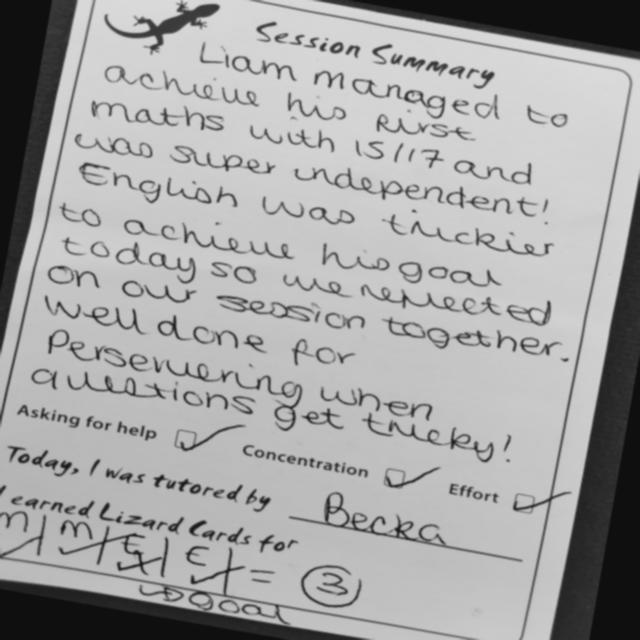 Session Summary
Liam managed to
achieve his first
maths with 15/17 and
was super independent!
English was trickier
to achieve his goal
today so we reflected
on our session together.
Well done for
Persevering when
questions get tricky!
Asking for help ✓ Concentration ✓ Effort ✓
Today, I was tutored by Becka
I earned Lizard Cards for
M | M | E | E | = 3
goal